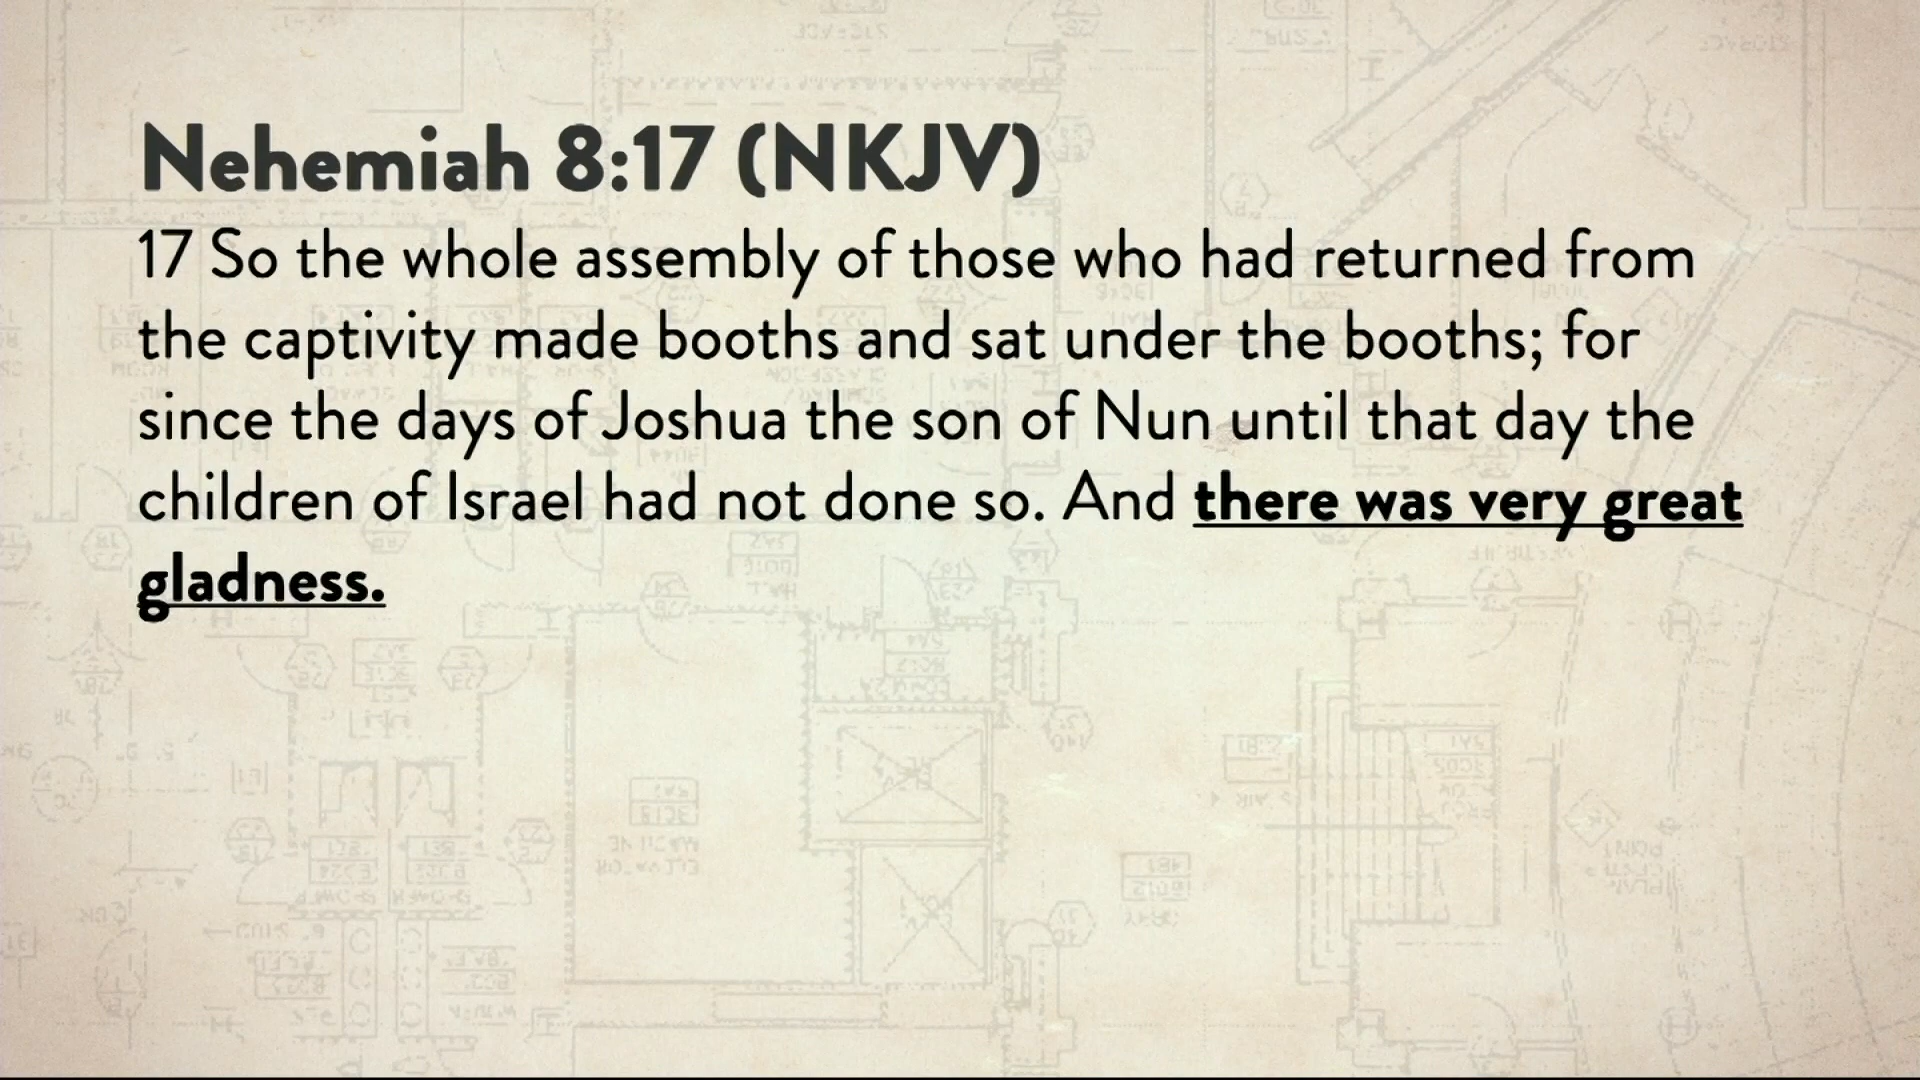 Nehemiah 8:17 (NKJV)
17 So the whole assembly of those who had returned from
the captivity made booths and sat under the booths; for
since the days of Joshua the son of Nun until that day the
children of Israel had not done so. And there was very great
gladness.